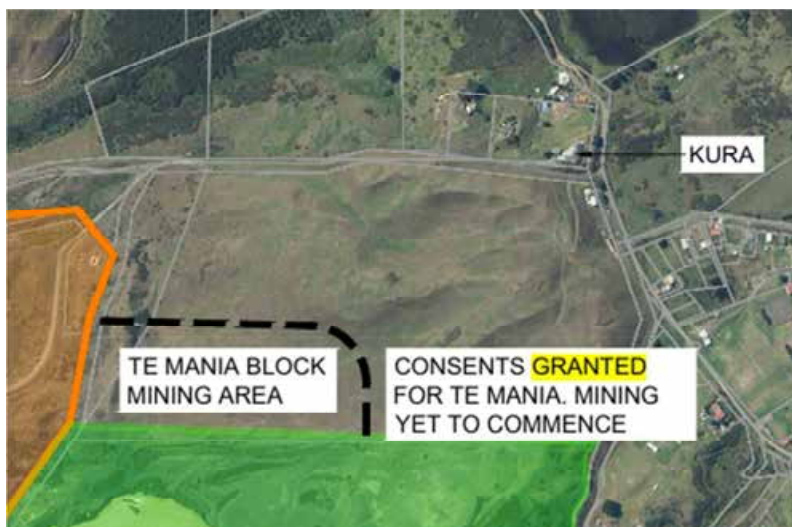 KURA
TE MANIA BLOCK
MINING AREA
CONSENTS GRANTED
FOR TE MANIA. MINING
YET TO COMMENCE